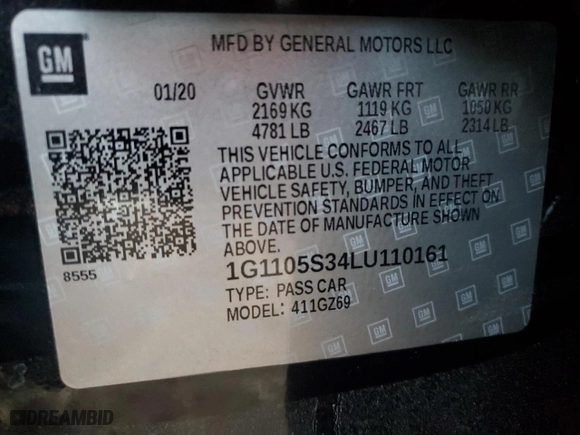 GM
MFD BY GENERAL MOTORS LLC
01/20 GVWR GAWR FRT GAWR RR
2169 KG 1119 KG 1050 KG
4781 LB 2467 LB 2314 LB
THIS VEHICLE CONFORMS TO ALL
APPLICABLE U.S. FEDERAL MOTOR
VEHICLE SAFETY, BUMPER, AND THEFT
PREVENTION STANDARDS IN EFFECT ON
THE DATE OF MANUFACTURE SHOWN
ABOVE.
8555
1G1105S34LU110161
TYPE: PASS CAR
MODEL: 411GZ69
DREAMBID